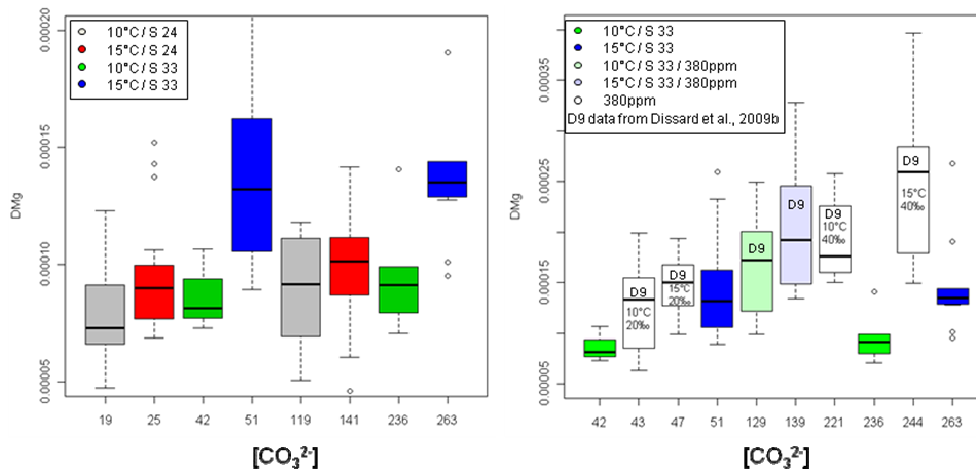 10°C / S 24
15°C / S 24
10°C / S 33
15°C / S 33
DMg
0.00020
0.00015
0.00010
0.00005
19 25 42 51 119 141 236 263
[CO₃²⁻]
10°C / S 33
15°C / S 33
10°C / S 33 / 380ppm
15°C / S 33 / 380ppm
380ppm
D9 data from Dissard et al., 2009b
DMg
0.00035
0.00025
0.00015
0.00005
D9
10°C
20‰
D9
15°C
20‰
D9
D9
D9
10°C
40‰
D9
15°C
40‰
42 43 47 51 129 139 221 236 244 263
[CO₃²⁻]